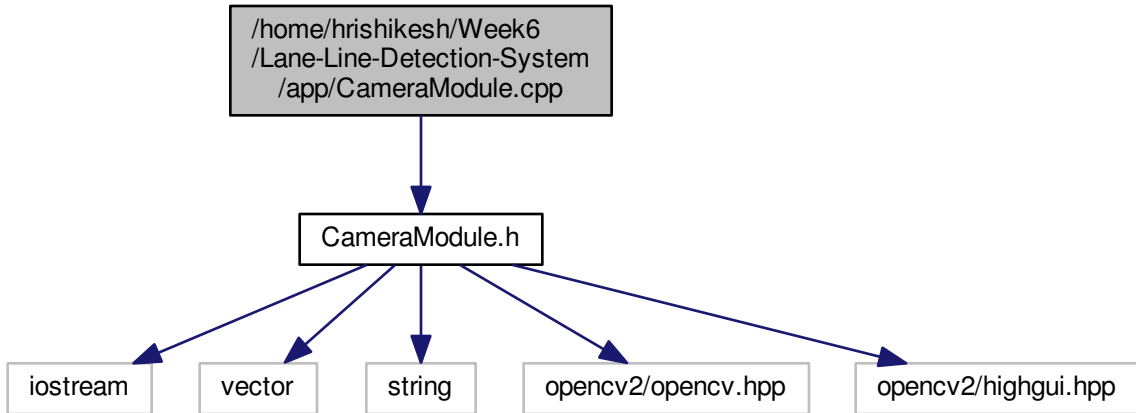 /home/hrishikesh/Week6
/Lane-Line-Detection-System
/app/CameraModule.cpp
CameraModule.h
iostream
vector
string
opencv2/opencv.hpp
opencv2/highgui.hpp